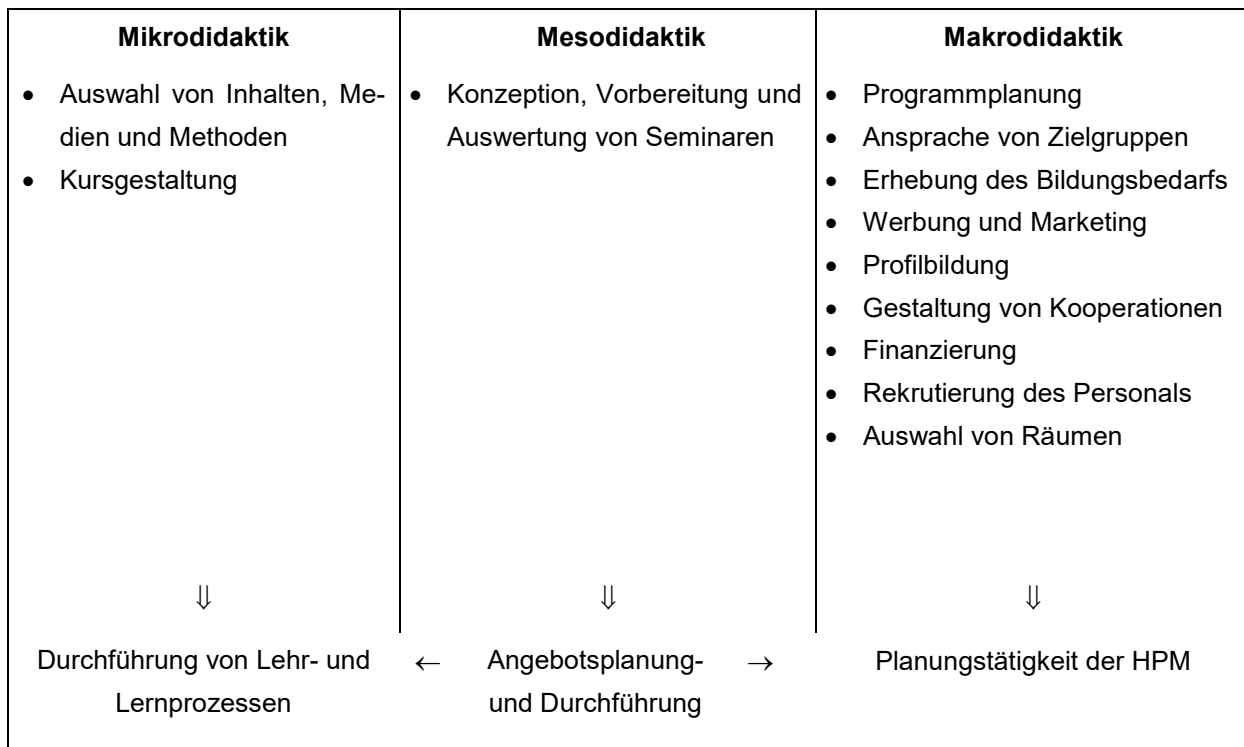 Mikrodidaktik
• Auswahl von Inhalten, Me-
dien und Methoden
• Kursgestaltung
Mesodidaktik
• Konzeption, Vorbereitung und
Auswertung von Seminaren
Makrodidaktik
• Programmplanung
• Ansprache von Zielgruppen
• Erhebung des Bildungsbedarfs
• Werbung und Marketing
• Profilbildung
• Gestaltung von Kooperationen
• Finanzierung
• Rekrutierung des Personals
• Auswahl von Räumen
⇓ ⇓ ⇓
Durchführung von Lehr- und
Lernprozessen
← Angebotsplanung- →
und Durchführung
Planungstätigkeit der HPM